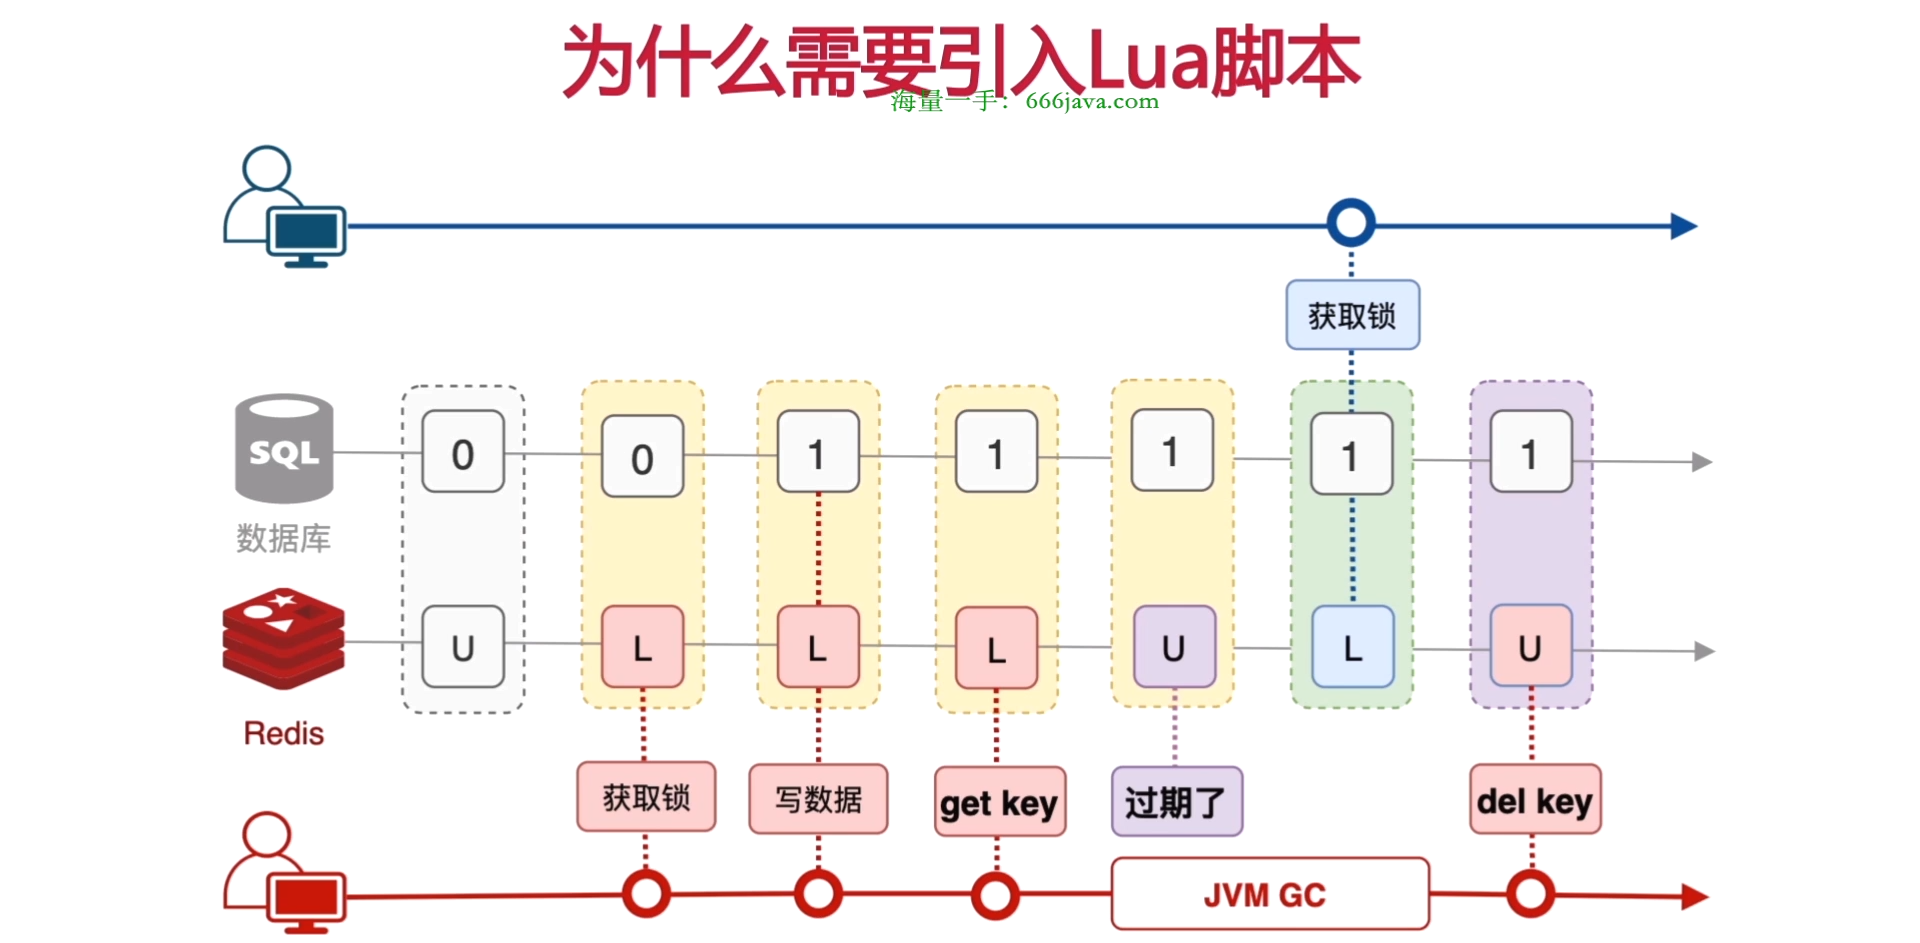 为什么需要引入Lua脚本
海量一手：666java.com
获取锁
SQL
0
0
1
1
1
1
1
数据库
U
L
L
L
U
L
U
Redis
获取锁
写数据
get key
过期了
del key
JVM GC